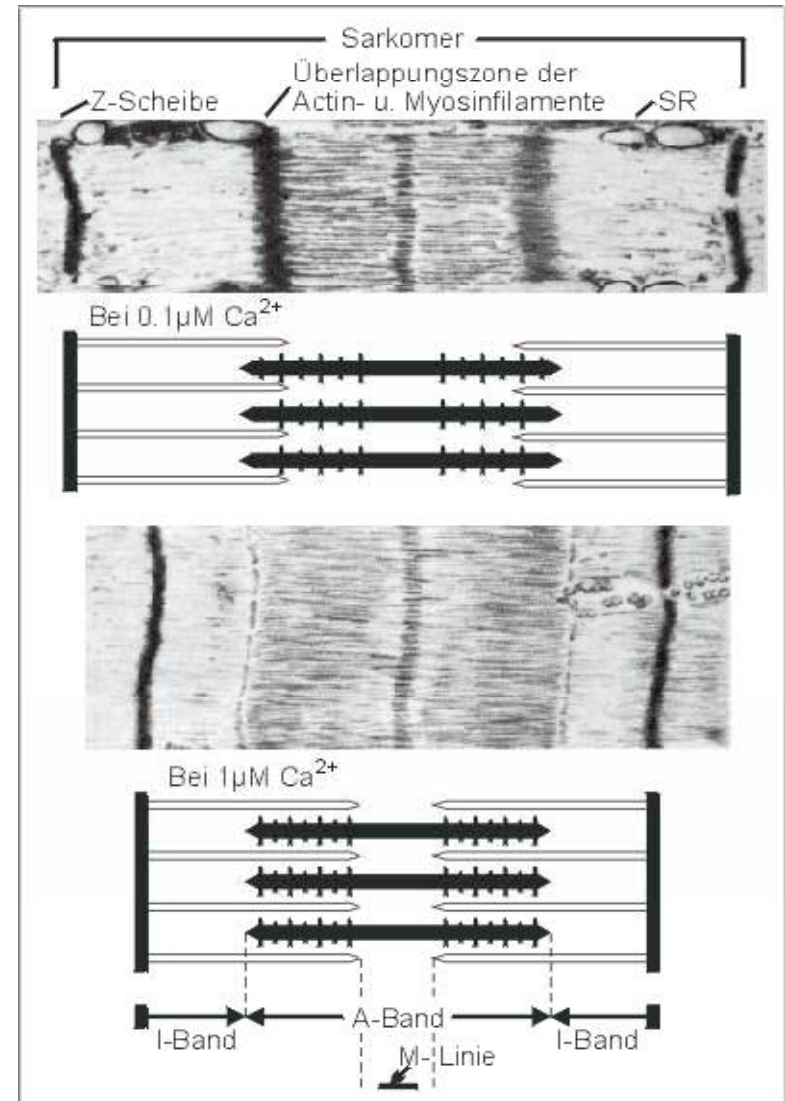 Sarkomer
Überlappungszone der
Z-Scheibe Actin- u. Myosinfilamente SR
Bei 0.1µM Ca²⁺
Bei 1µM Ca²⁺
A-Band
I-Band I-Band
M- Linie